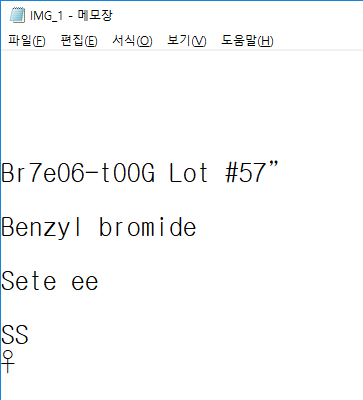 IMG_1 - 메모장
파일(F) 편집(E) 서식(O) 보기(V) 도움말(H)
Br7e06-t00G Lot #57”
Benzyl bromide
Sete ee
SS
♀